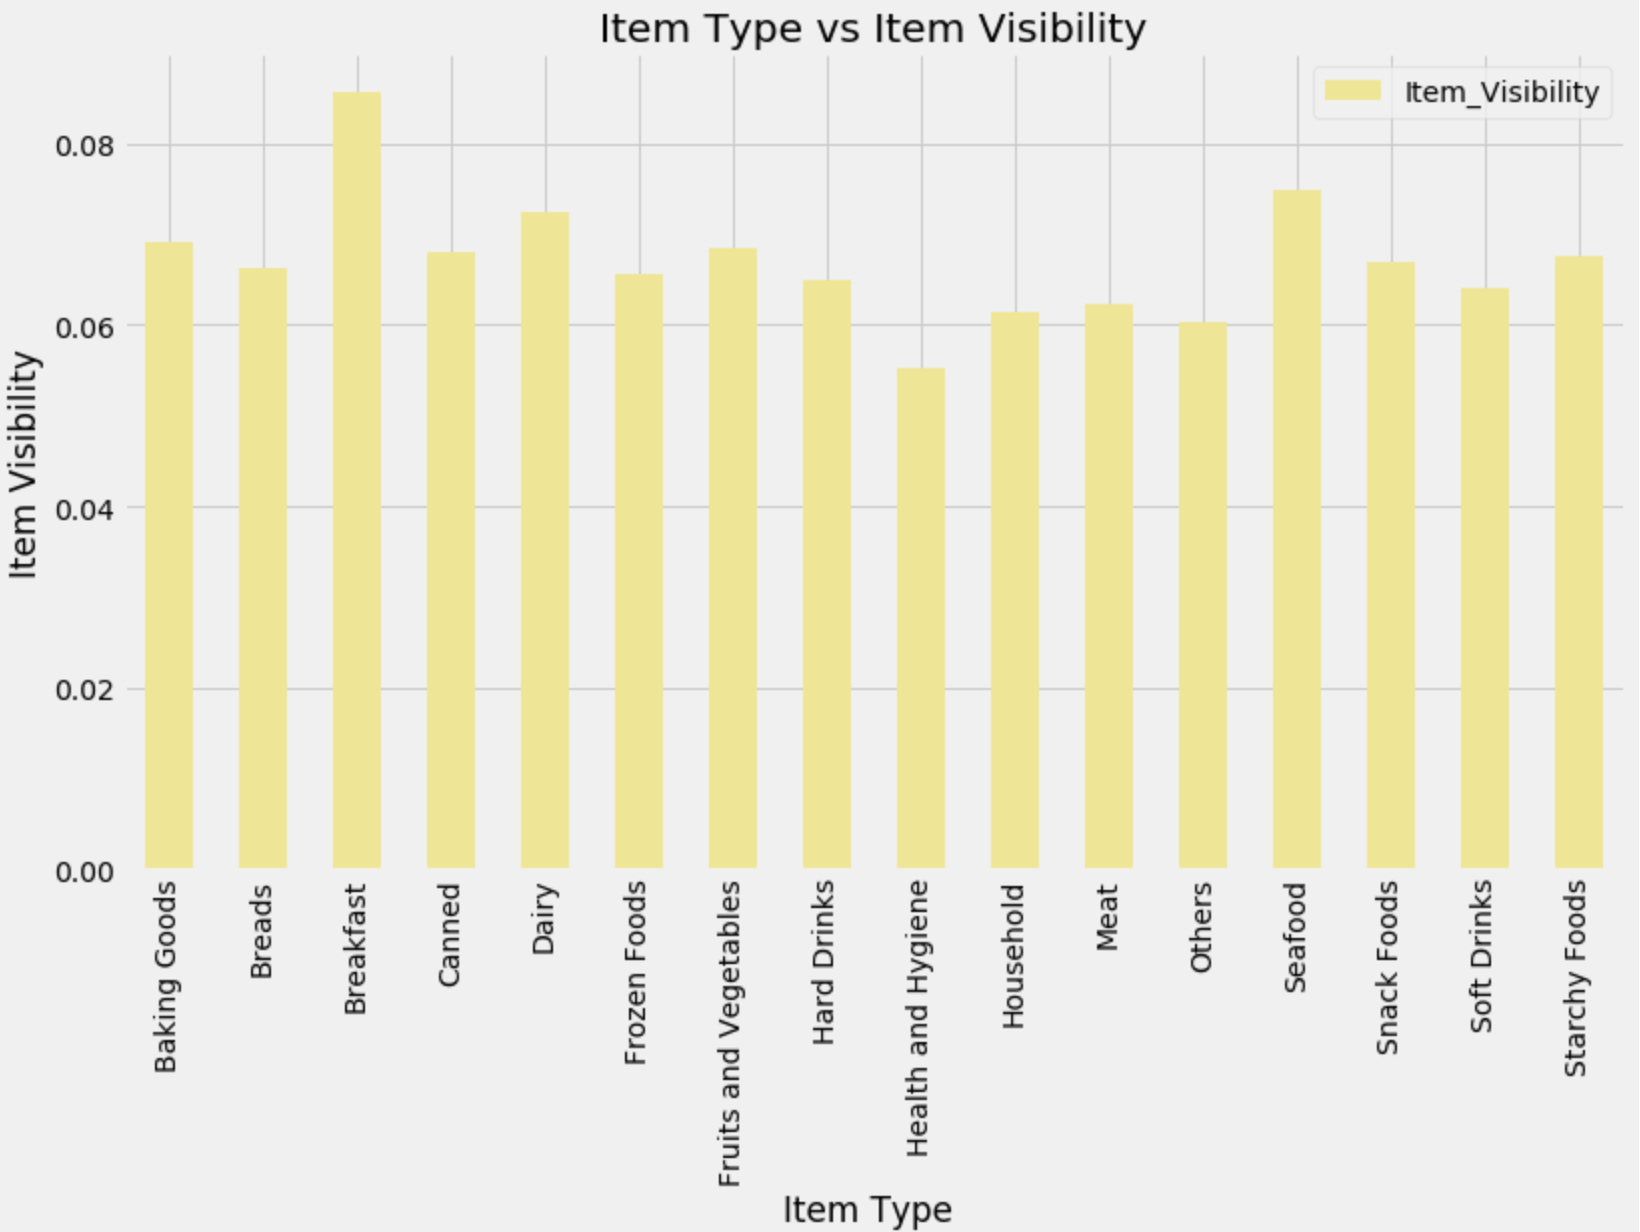 Item Type vs Item Visibility
Item_Visibility
Item Visibility
0.08
0.06
0.04
0.02
0.00
Baking Goods
Breads
Breakfast
Canned
Dairy
Frozen Foods
Fruits and Vegetables
Hard Drinks
Health and Hygiene
Household
Meat
Others
Seafood
Snack Foods
Soft Drinks
Starchy Foods
Item Type